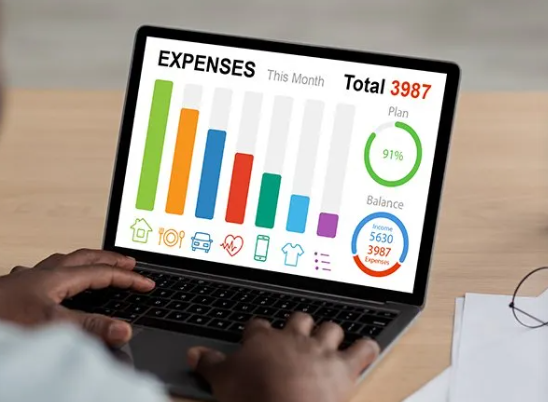 EXPENSES This Month Total 3987
Plan
91%
Balance
Income
5630
3987
Expenses